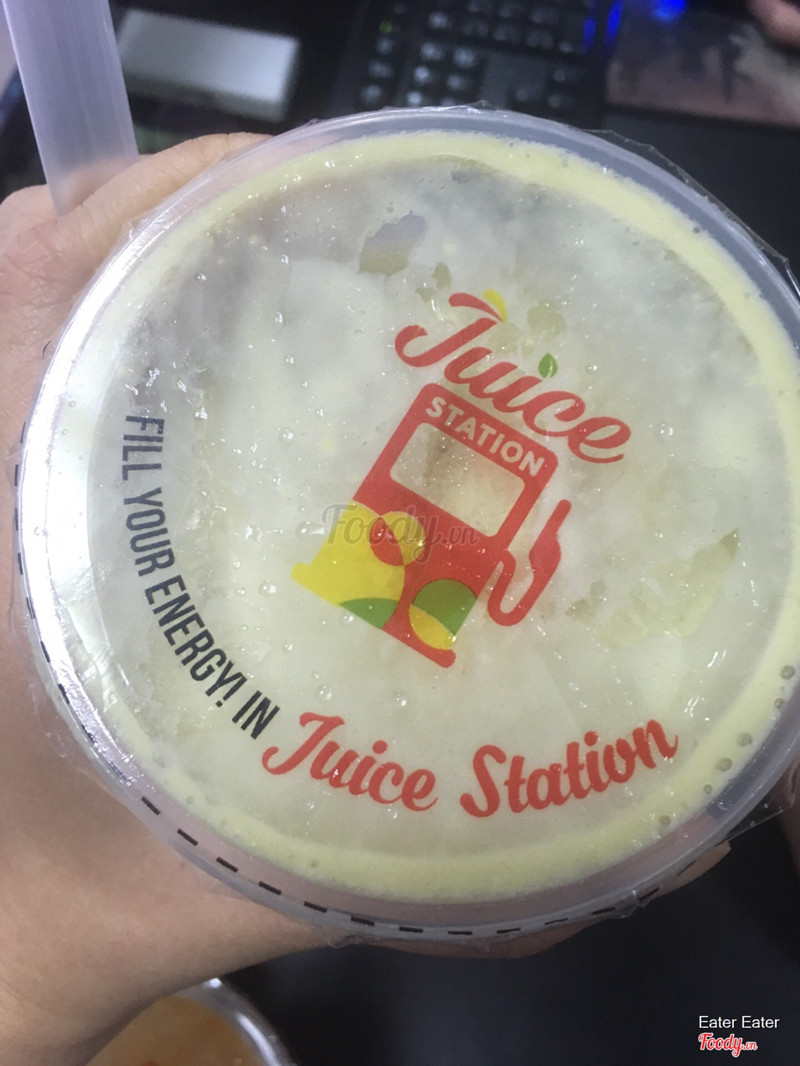 Juice
STATION
Foody.vn
FILL YOUR ENERGY! IN Juice Station
Eater Eater
Foody.vn